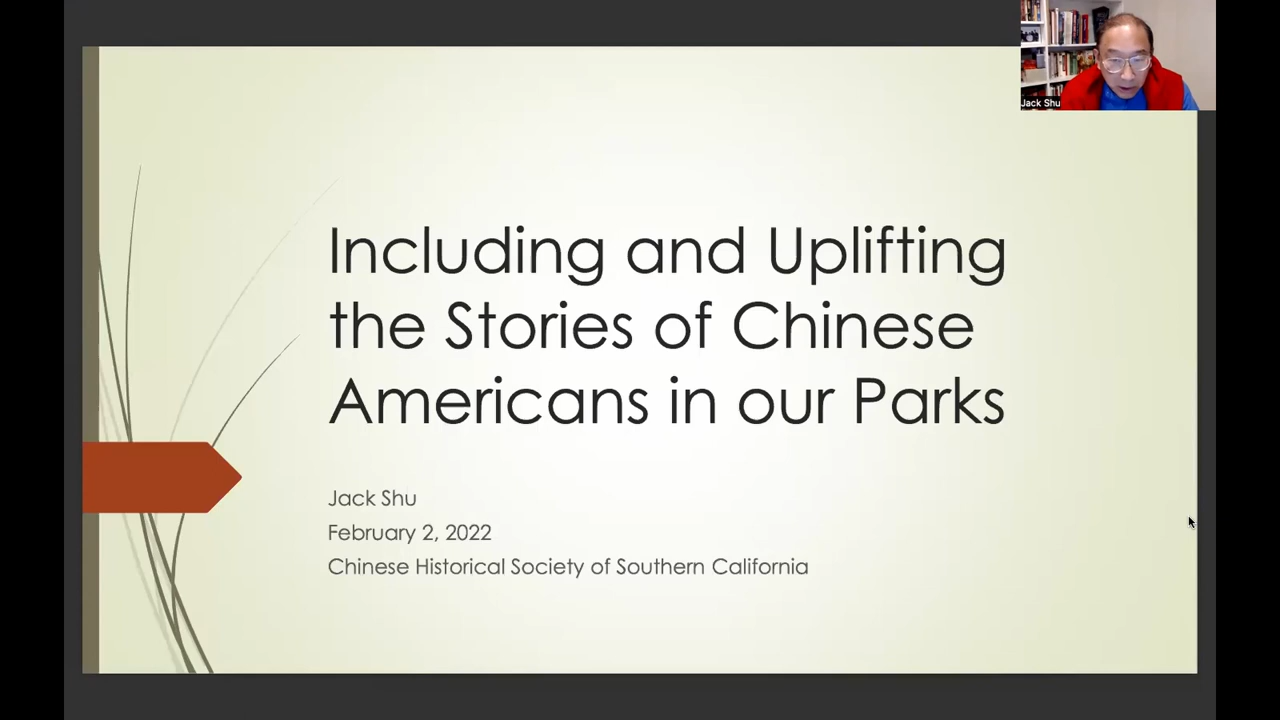 Jack Shu
Including and Uplifting
the Stories of Chinese
Americans in our Parks
Jack Shu
February 2, 2022
Chinese Historical Society of Southern California